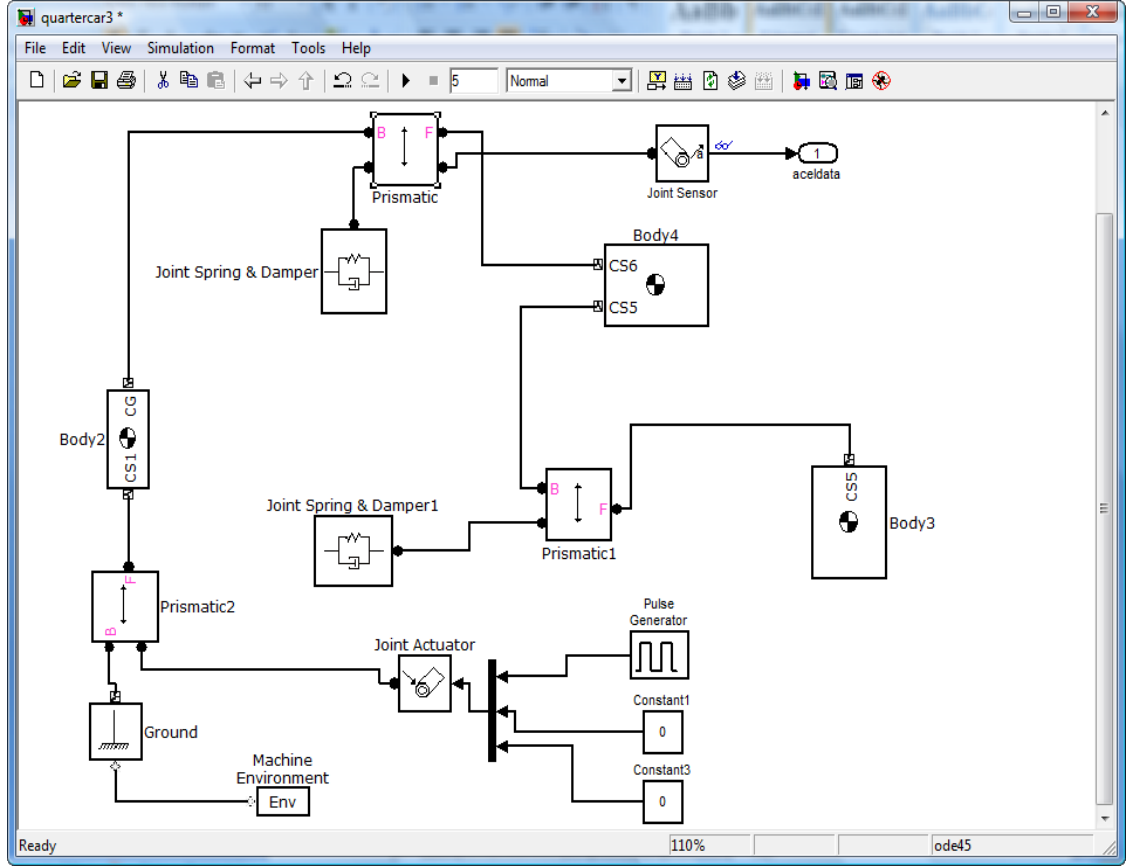 quartercar3 *
File Edit View Simulation Format Tools Help
5 Normal
B F
Prismatic
a
Joint Sensor
1
aceldata
Joint Spring & Damper
Body4
CS6
CS5
CG
Body2
CS1
Joint Spring & Damper1
B
F
Prismatic1
CS5
Body3
F
Prismatic2
B
Joint Actuator
Pulse
Generator
Constant1
0
Ground
Constant3
0
Machine
Environment
Env
Ready 110% ode45